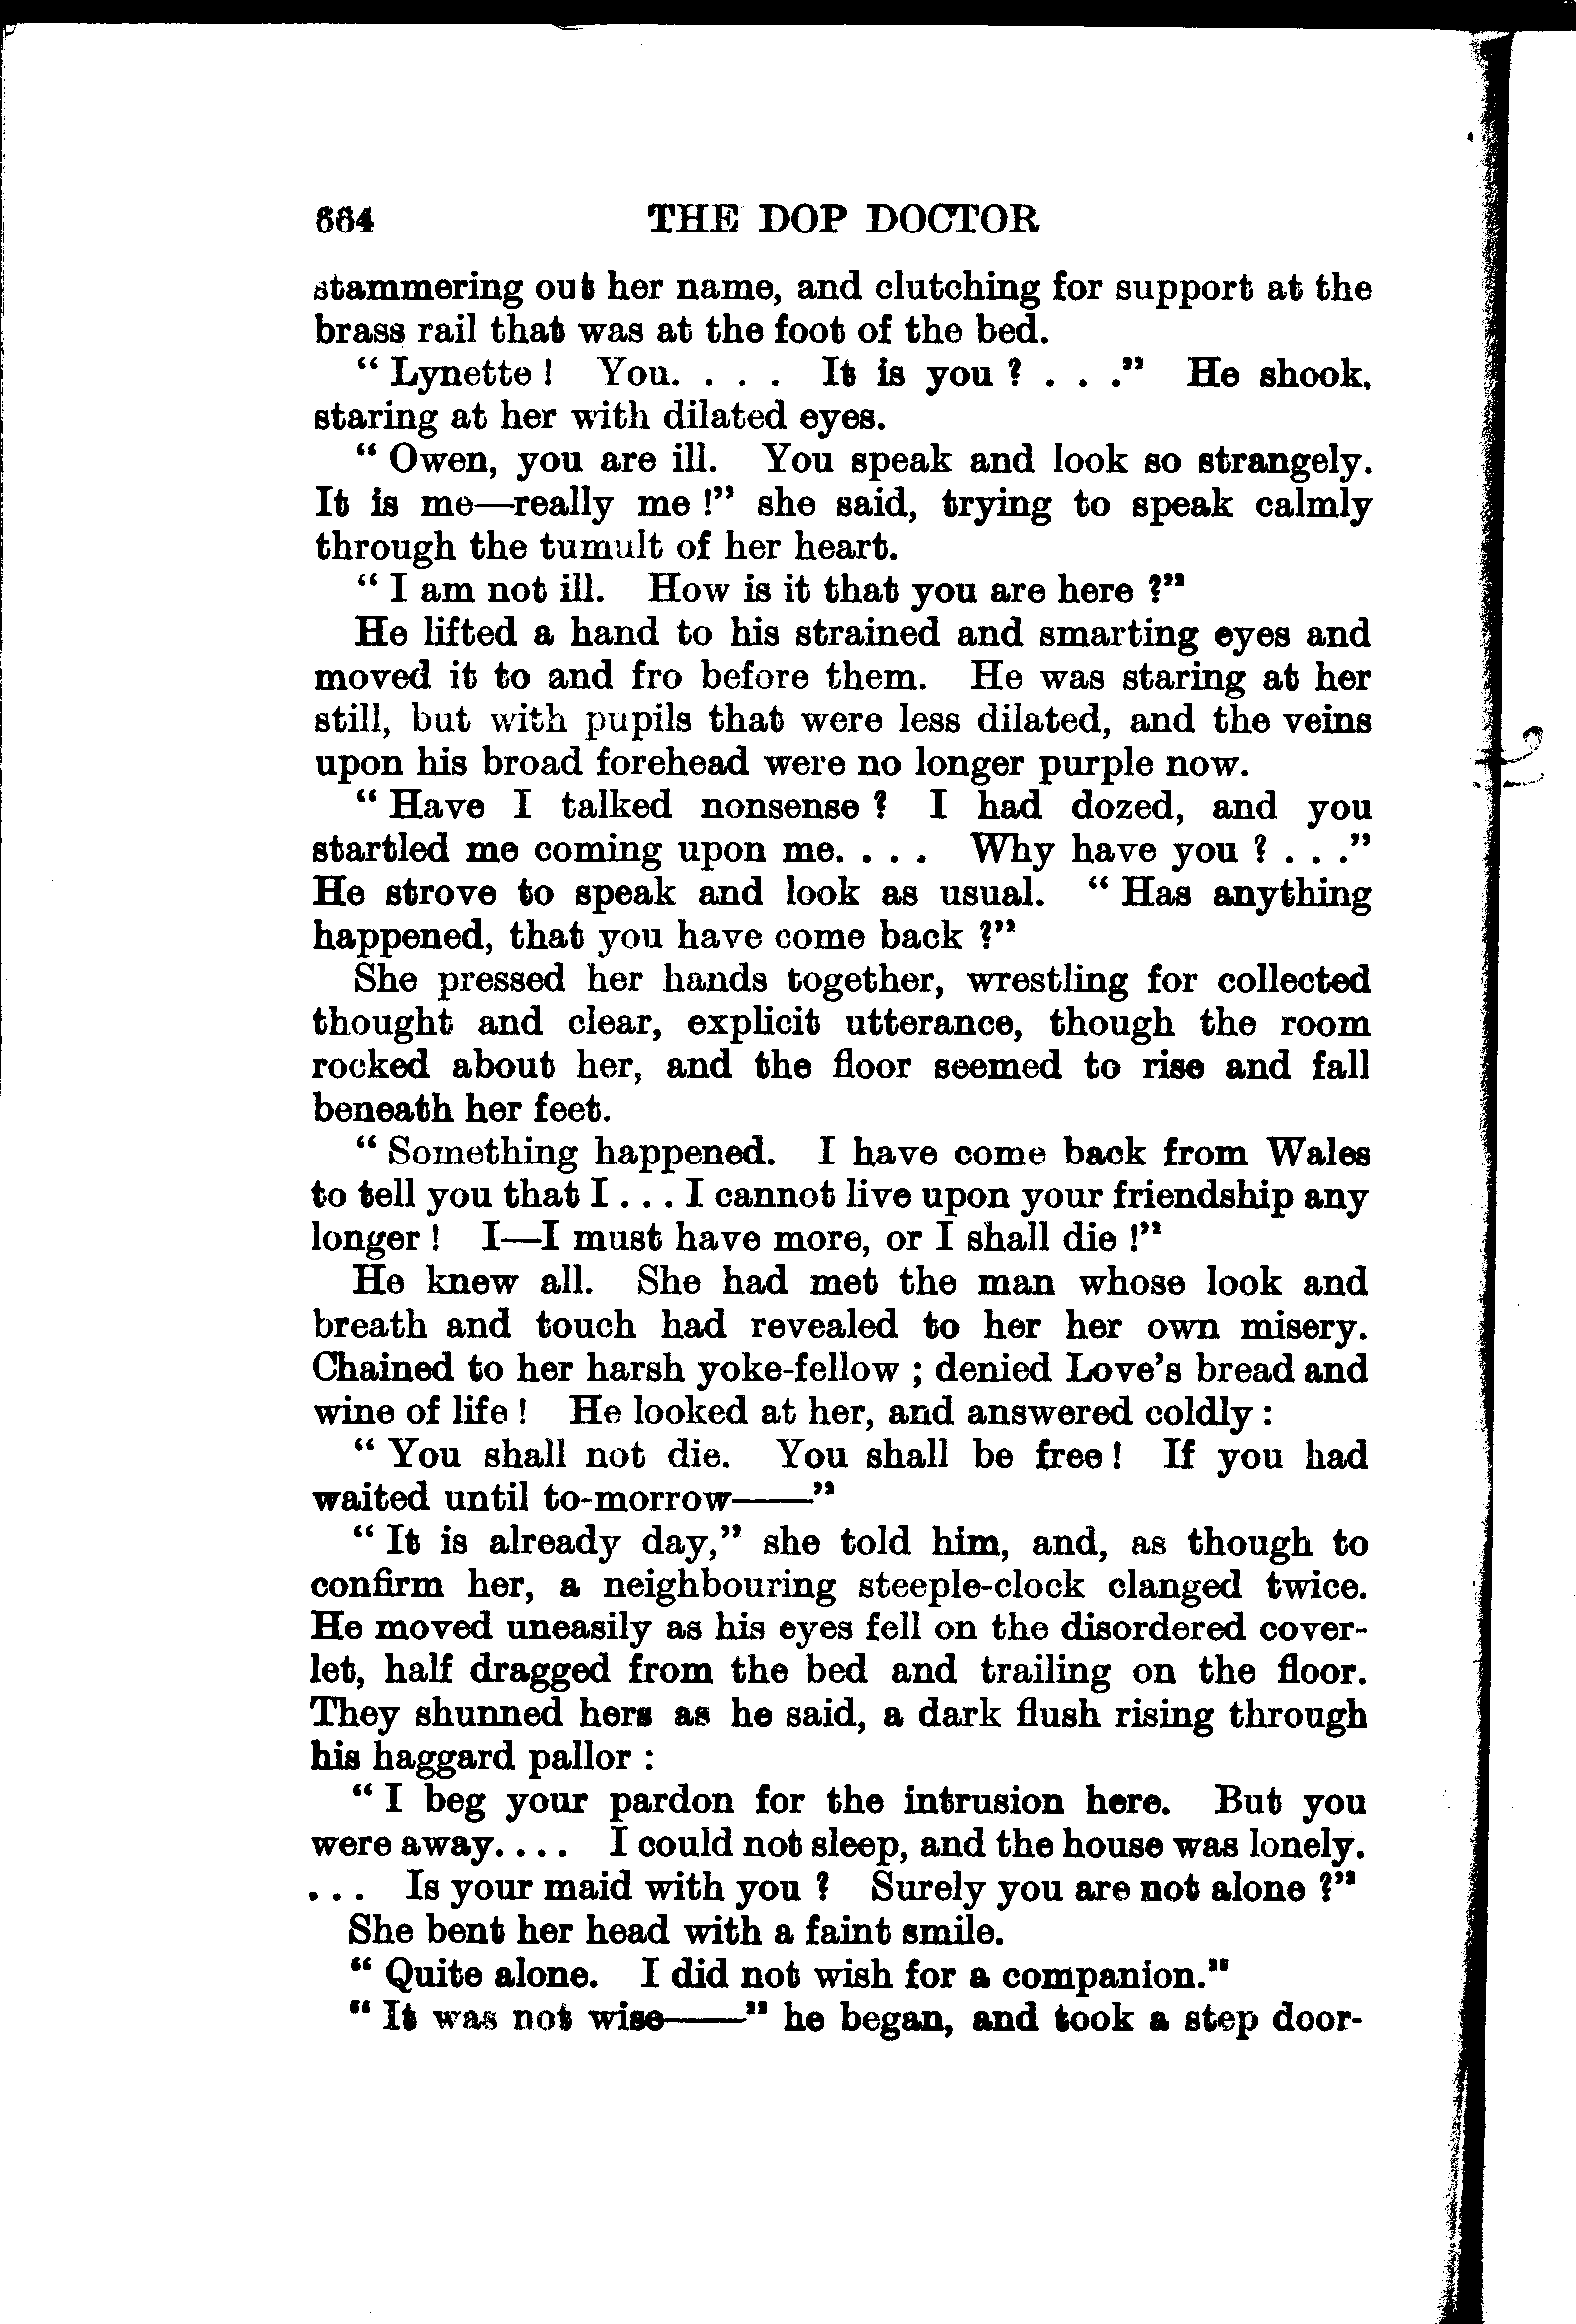 664 THE DOP DOCTOR
stammering out her name, and clutching for support at the
brass rail that was at the foot of the bed.
“ Lynette ! You. . . . It is you ? . . .” He shook,
staring at her with dilated eyes.
“ Owen, you are ill. You speak and look so strangely.
It is me—really me !” she said, trying to speak calmly
through the tumult of her heart.
“ I am not ill. How is it that you are here ?”
He lifted a hand to his strained and smarting eyes and
moved it to and fro before them. He was staring at her
still, but with pupils that were less dilated, and the veins
upon his broad forehead were no longer purple now.
“ Have I talked nonsense ? I had dozed, and you
startled me coming upon me. . . . Why have you ? . . .”
He strove to speak and look as usual. “ Has anything
happened, that you have come back ?”
She pressed her hands together, wrestling for collected
thought and clear, explicit utterance, though the room
rocked about her, and the floor seemed to rise and fall
beneath her feet.
“ Something happened. I have come back from Wales
to tell you that I . . . I cannot live upon your friendship any
longer ! I—I must have more, or I shall die !”
He knew all. She had met the man whose look and
breath and touch had revealed to her her own misery.
Chained to her harsh yoke-fellow ; denied Love’s bread and
wine of life ! He looked at her, and answered coldly :
“ You shall not die. You shall be free ! If you had
waited until to-morrow——”
“ It is already day,” she told him, and, as though to
confirm her, a neighbouring steeple-clock clanged twice.
He moved uneasily as his eyes fell on the disordered cover-
let, half dragged from the bed and trailing on the floor.
They shunned hers as he said, a dark flush rising through
his haggard pallor :
“ I beg your pardon for the intrusion here. But you
were away. . . . I could not sleep, and the house was lonely.
. . . Is your maid with you ? Surely you are not alone ?”
She bent her head with a faint smile.
“ Quite alone. I did not wish for a companion.”
“ It was not wise——” he began, and took a step door-